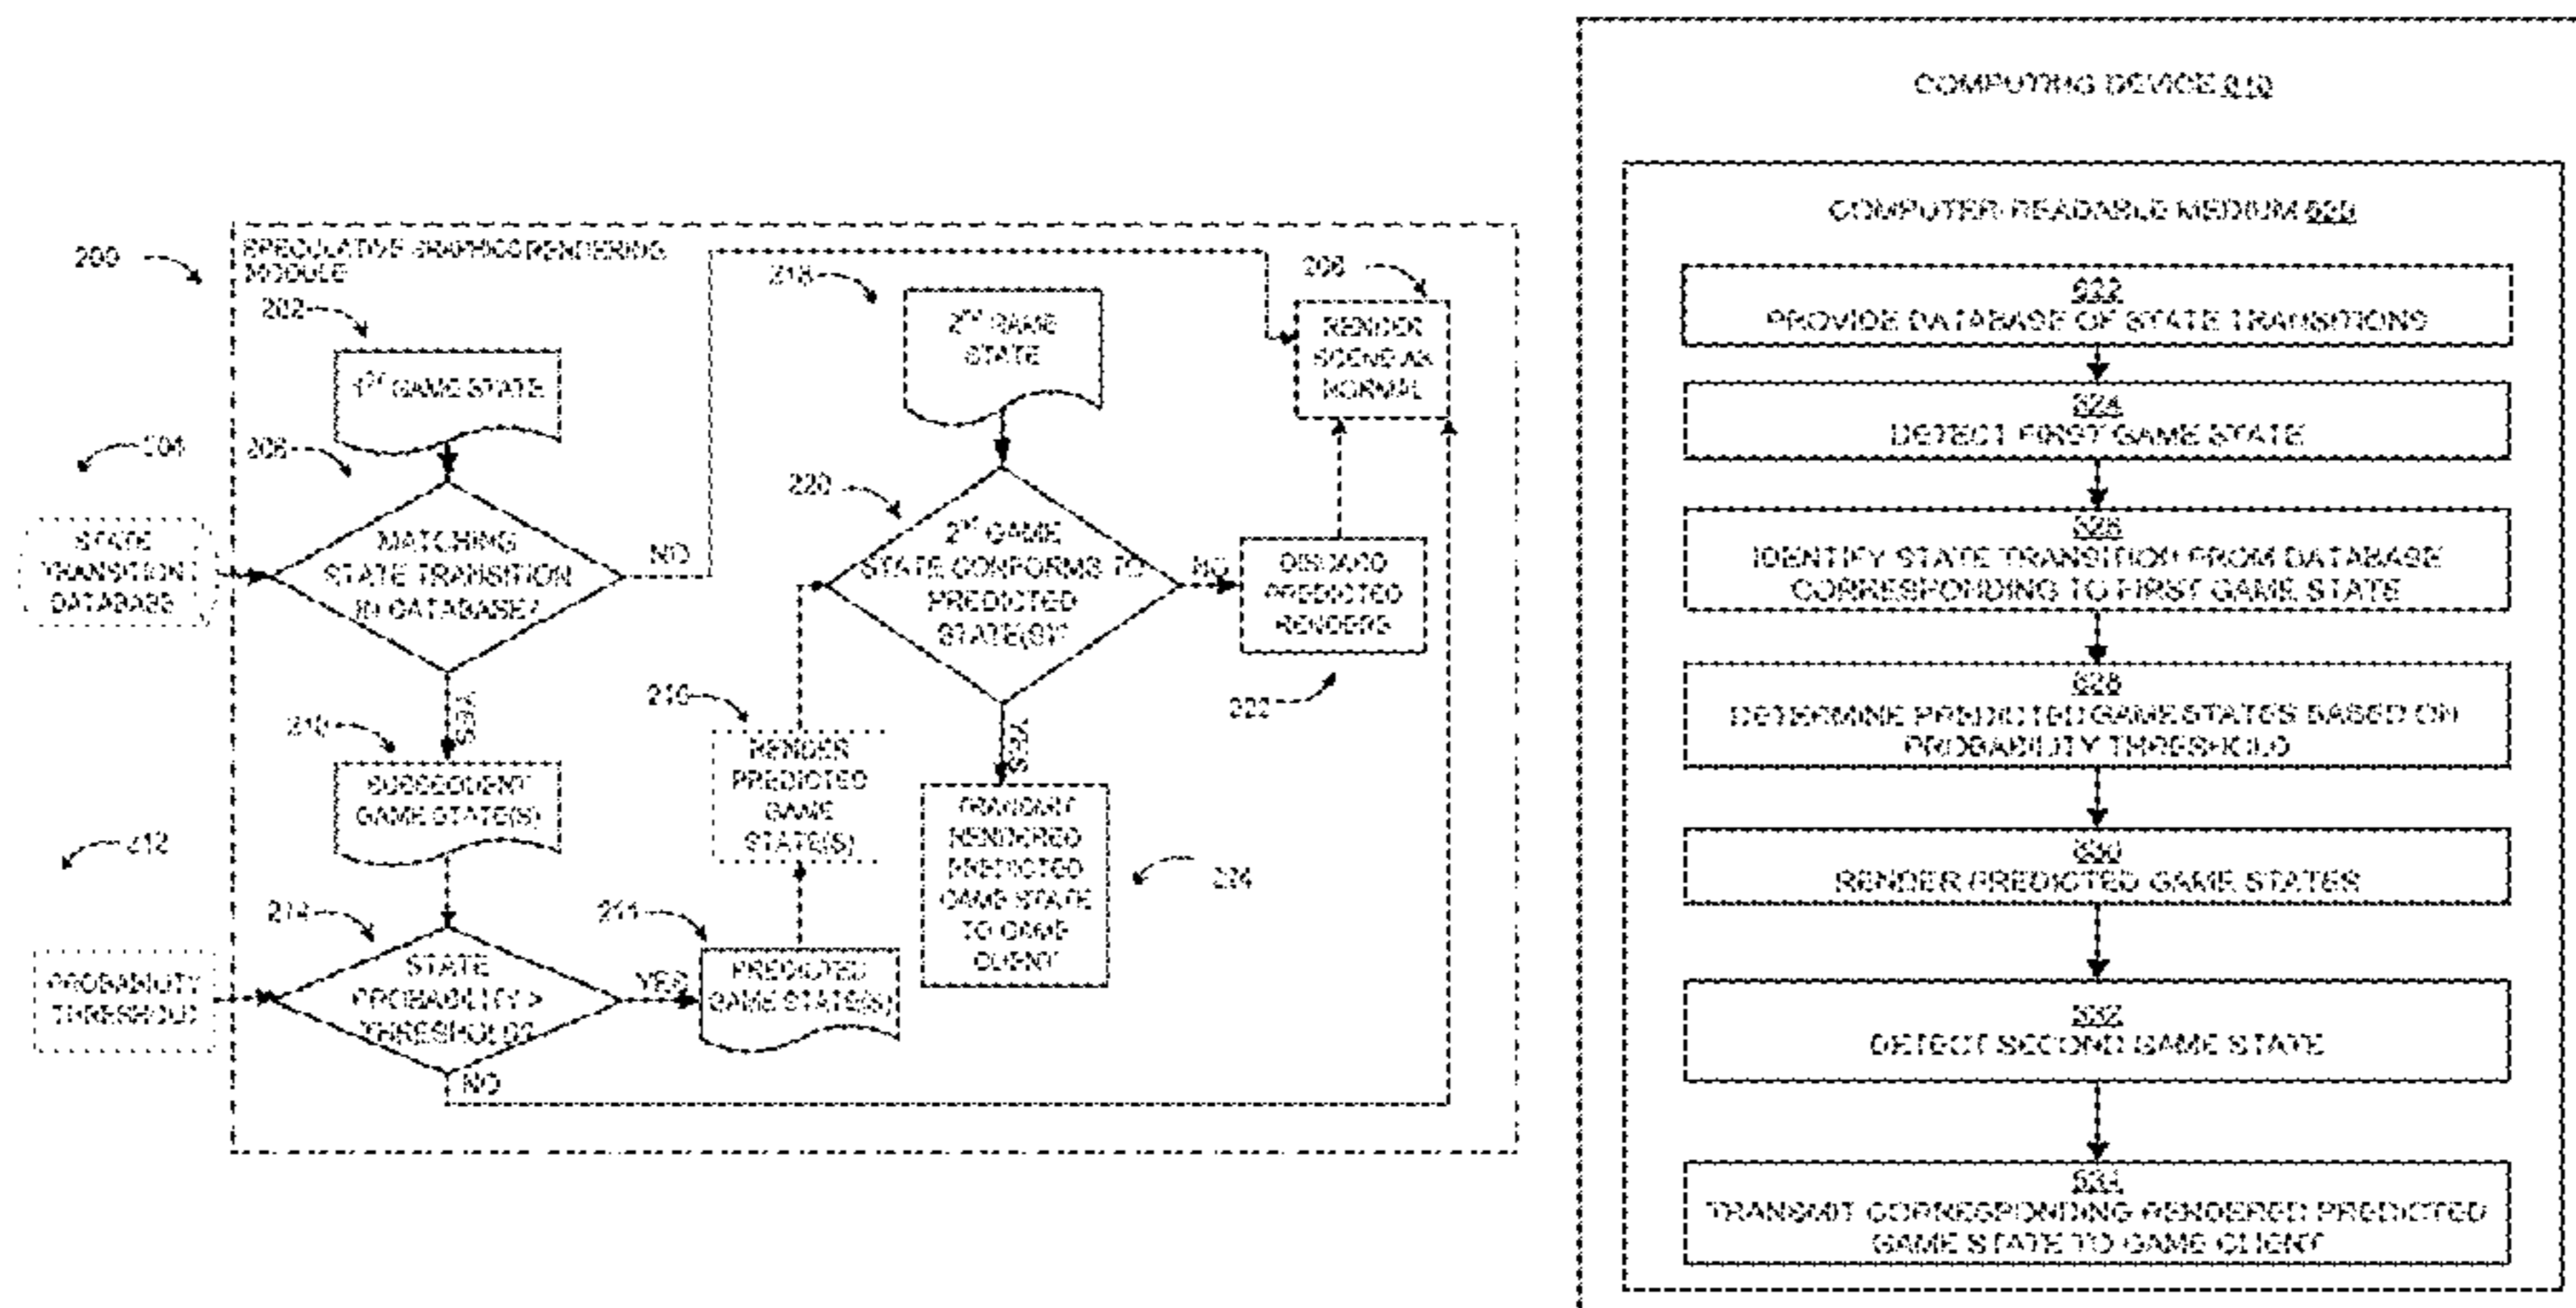 200
SPECULATIVE GRAPHICS RENDERING
MODULE
202
1ST GAME STATE
206
MATCHING
STATE TRANSITION
IN DATABASE?
NO
YES
STATE
TRANSITION
DATABASE
210
SUBSEQUENT
GAME STATE(S)
212
PROBABILITY
THRESHOLD
214
STATE
PROBABILITY >
THRESHOLD?
YES
NO
PREDICTED
GAME STATE(S)
216
RENDER
PREDICTED
GAME
STATE(S)
218
2ND GAME
STATE
220
2ND GAME
STATE CONFORMS TO
PREDICTED
STATE(S)?
NO
YES
222
DISCARD
PREDICTED
RENDERS
RENDER
SCENE AS
NORMAL
TRANSMIT
RENDERED
PREDICTED
GAME STATE
TO GAME
CLIENT
COMPUTING DEVICE
COMPUTER-READABLE MEDIUM
PROVIDE DATABASE OF STATE TRANSITIONS
DETECT FIRST GAME STATE
IDENTIFY STATE TRANSITION FROM DATABASE
CORRESPONDING TO FIRST GAME STATE
DETERMINE PREDICTED GAME STATES BASED ON
PROBABILITY THRESHOLD
RENDER PREDICTED GAME STATES
DETECT SECOND GAME STATE
TRANSMIT CORRESPONDING RENDERED PREDICTED
GAME STATE TO GAME CLIENT